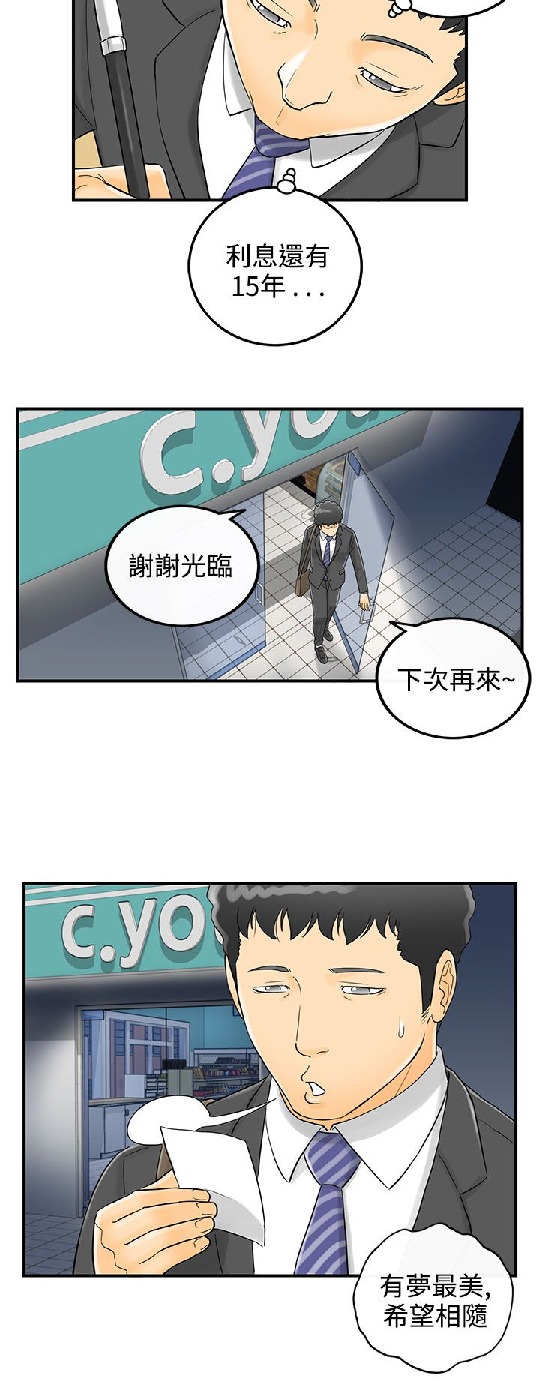 利息還有
15年 . . .
c.yo
謝謝光臨
下次再來~
c.yo
有夢最美,
希望相隨